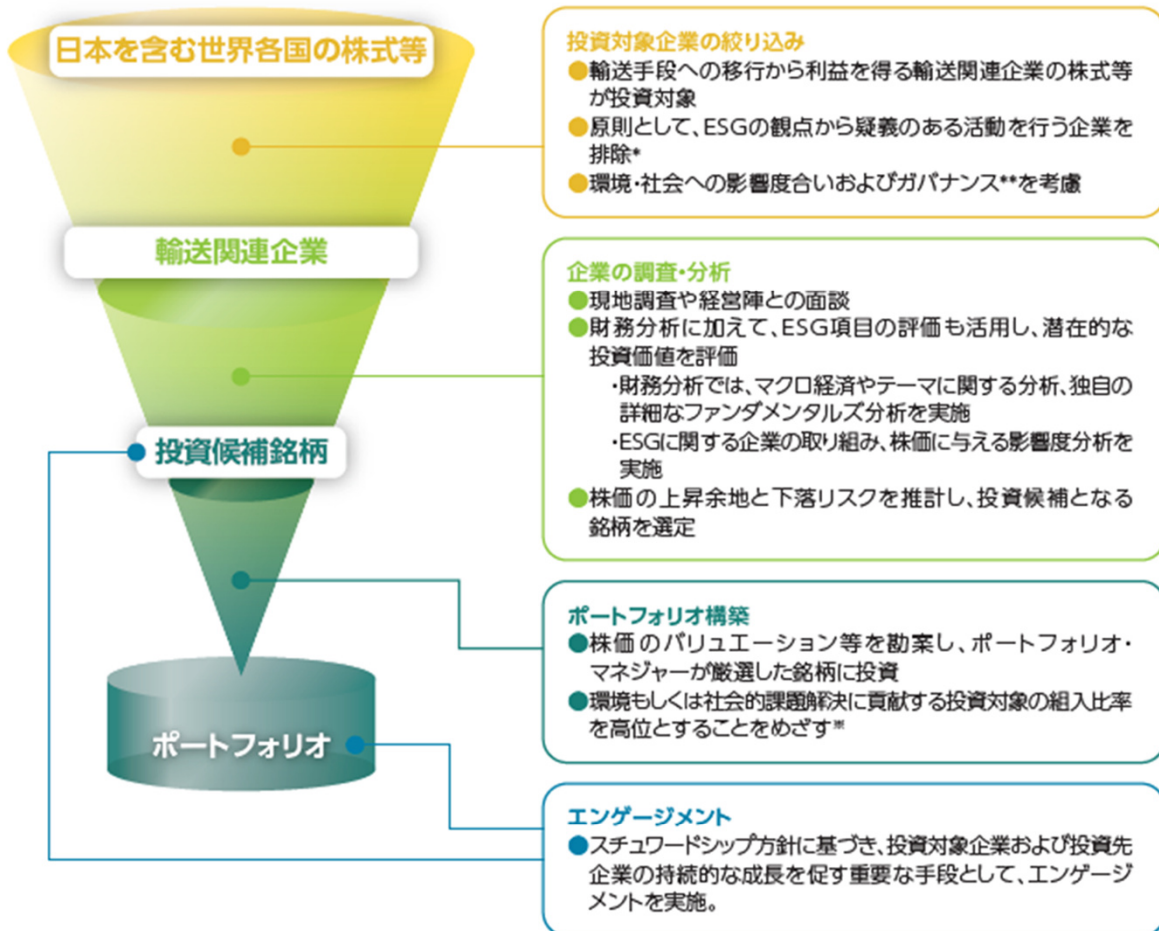 日本を含む世界各国の株式等
輸送関連企業
投資候補銘柄
ポートフォリオ
投資対象企業の絞り込み
●輸送手段への移行から利益を得る輸送関連企業の株式等
が投資対象
●原則として、ESGの観点から疑義のある活動を行う企業を
排除*
●環境・社会への影響度合いおよびガバナンス**を考慮
企業の調査・分析
●現地調査や経営陣との面談
●財務分析に加えて、ESG項目の評価も活用し、潜在的な
投資価値を評価
・財務分析では、マクロ経済やテーマに関する分析、独自の
詳細なファンダメンタルズ分析を実施
・ESGに関する企業の取り組み、株価に与える影響度分析を
実施
●株価の上昇余地と下落リスクを推計し、投資候補となる
銘柄を選定
ポートフォリオ構築
●株価のバリュエーション等を勘案し、ポートフォリオ・
マネジャーが厳選した銘柄に投資
●環境もしくは社会的課題解決に貢献する投資対象の組入比率
を高位とすることをめざす※
エンゲージメント
●スチュワードシップ方針に基づき、投資対象企業および投資先
企業の持続的な成長を促す重要な手段として、エンゲージ
メントを実施。